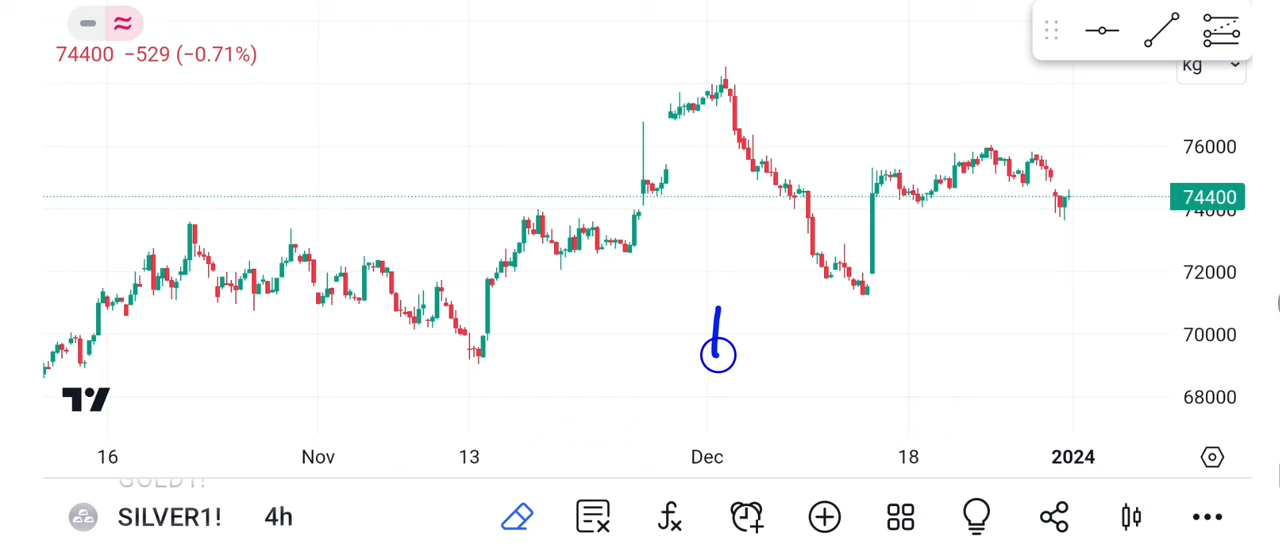 74400 −529 (−0.71%)
kg
76000
74400
74000
72000
70000
68000
16 Nov 13 Dec 18 2024
GOLD1!
SILVER1! 4h